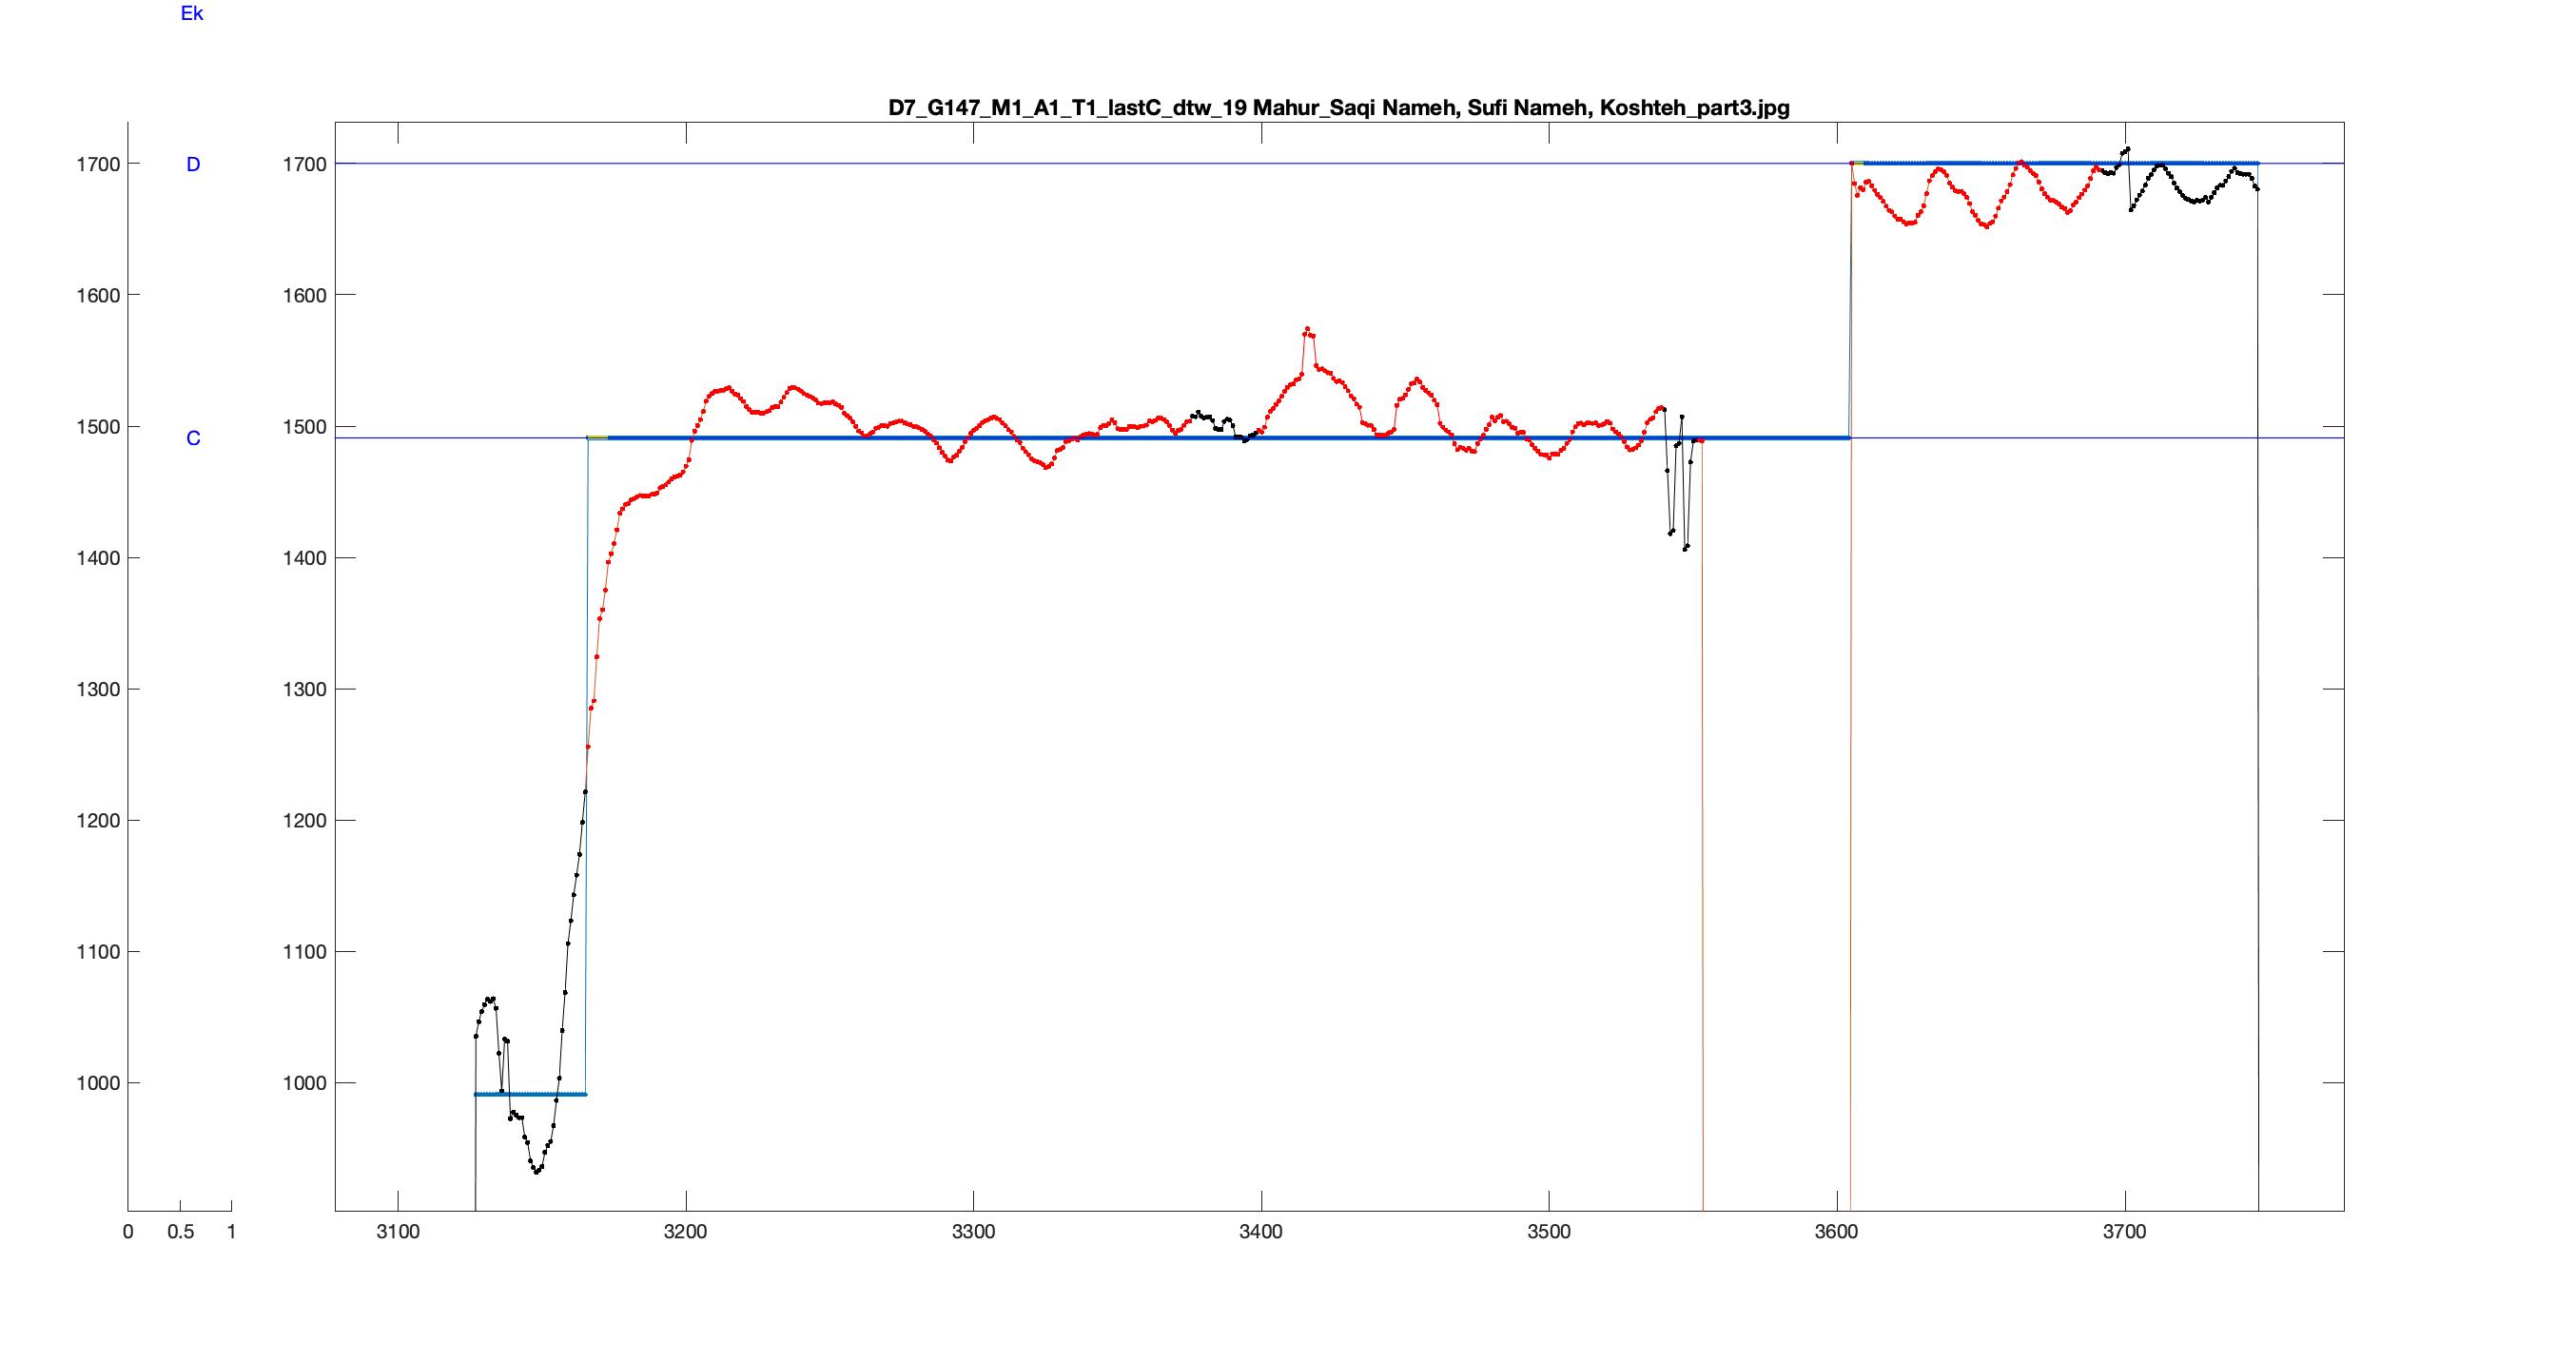 Ek
D7_G147_M1_A1_T1_lastC_dtw_19 Mahur_Saqi Nameh, Sufi Nameh, Koshteh_part3.jpg
1700 D 1700
1600 1600
1500 1500
C
1400 1400
1300 1300
1200 1200
1100 1100
1000 1000
0 0.5 1 3100 3200 3300 3400 3500 3600 3700